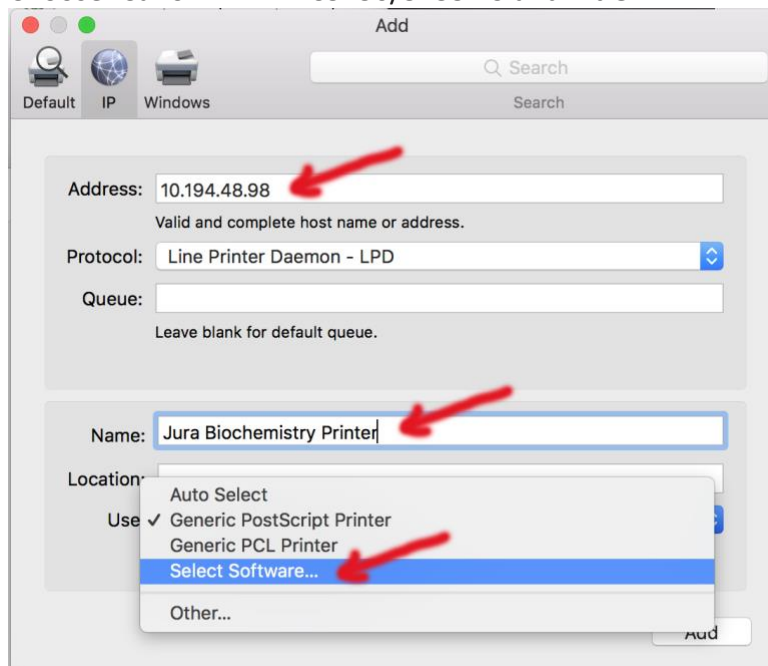 Add
Search
Default IP Windows Search
Address: 10.194.48.98
Valid and complete host name or address.
Protocol: Line Printer Daemon - LPD
Queue:
Leave blank for default queue.
Name: Jura Biochemistry Printer
Location:
Auto Select
Use ✓ Generic PostScript Printer
Generic PCL Printer
Select Software...
Other...
Add